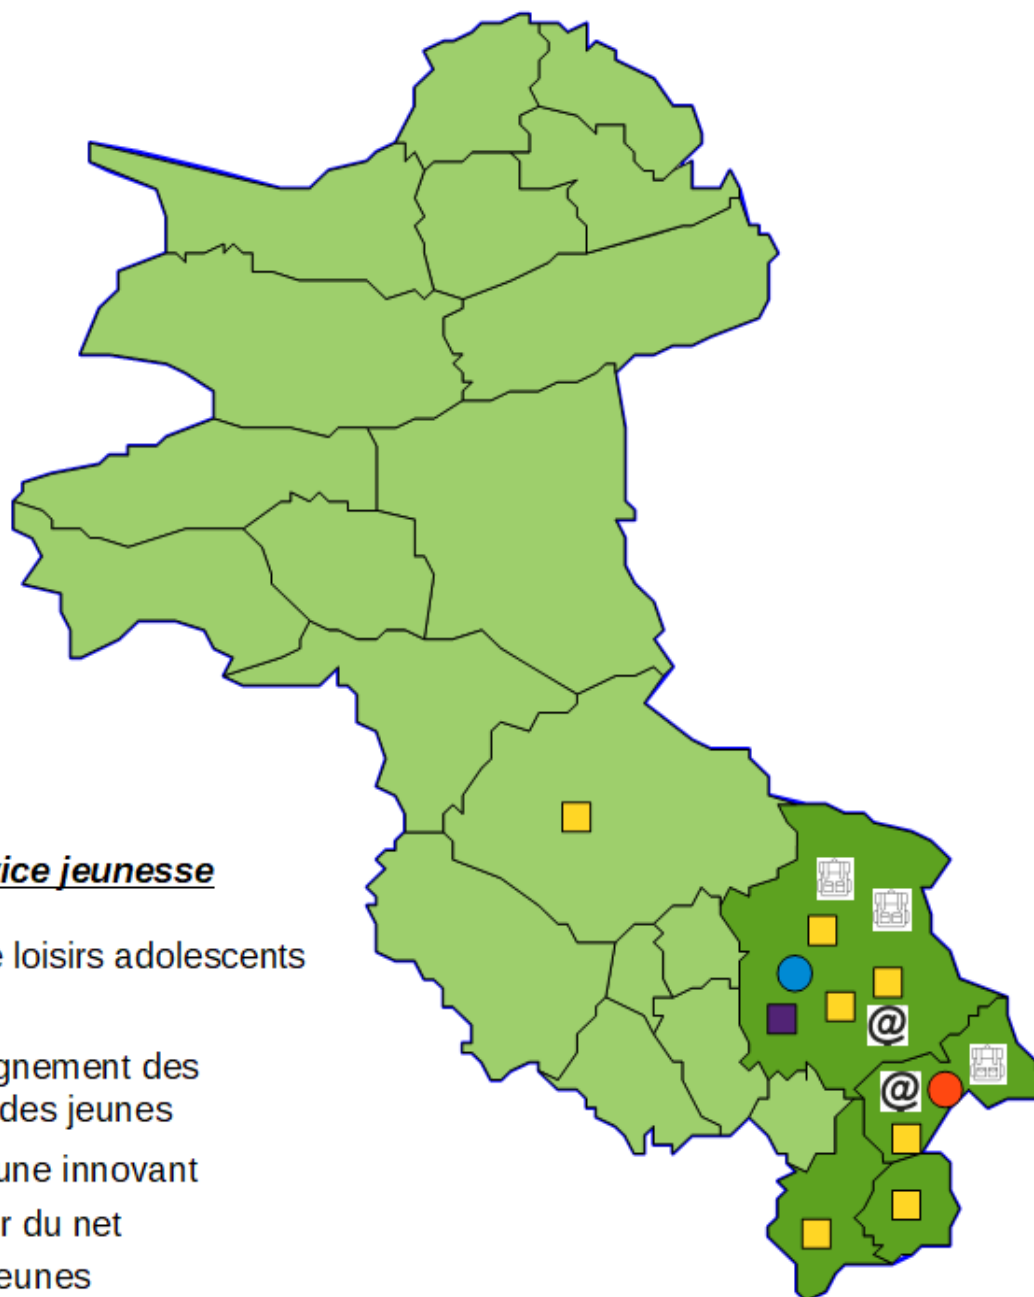 ice jeunesse
e loisirs adolescents
gnement des
des jeunes
une innovant
r du net
eunes
@
@